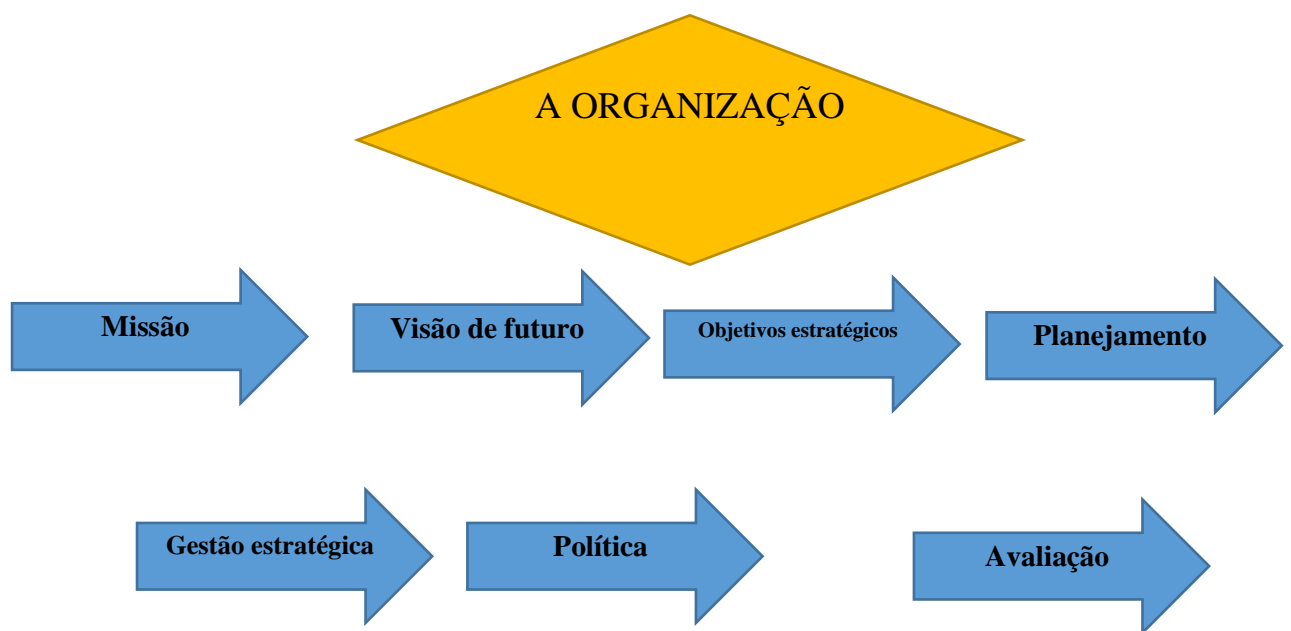 A ORGANIZAÇÃO
Missão
Visão de futuro
Objetivos estratégicos
Planejamento
Gestão estratégica
Política
Avaliação